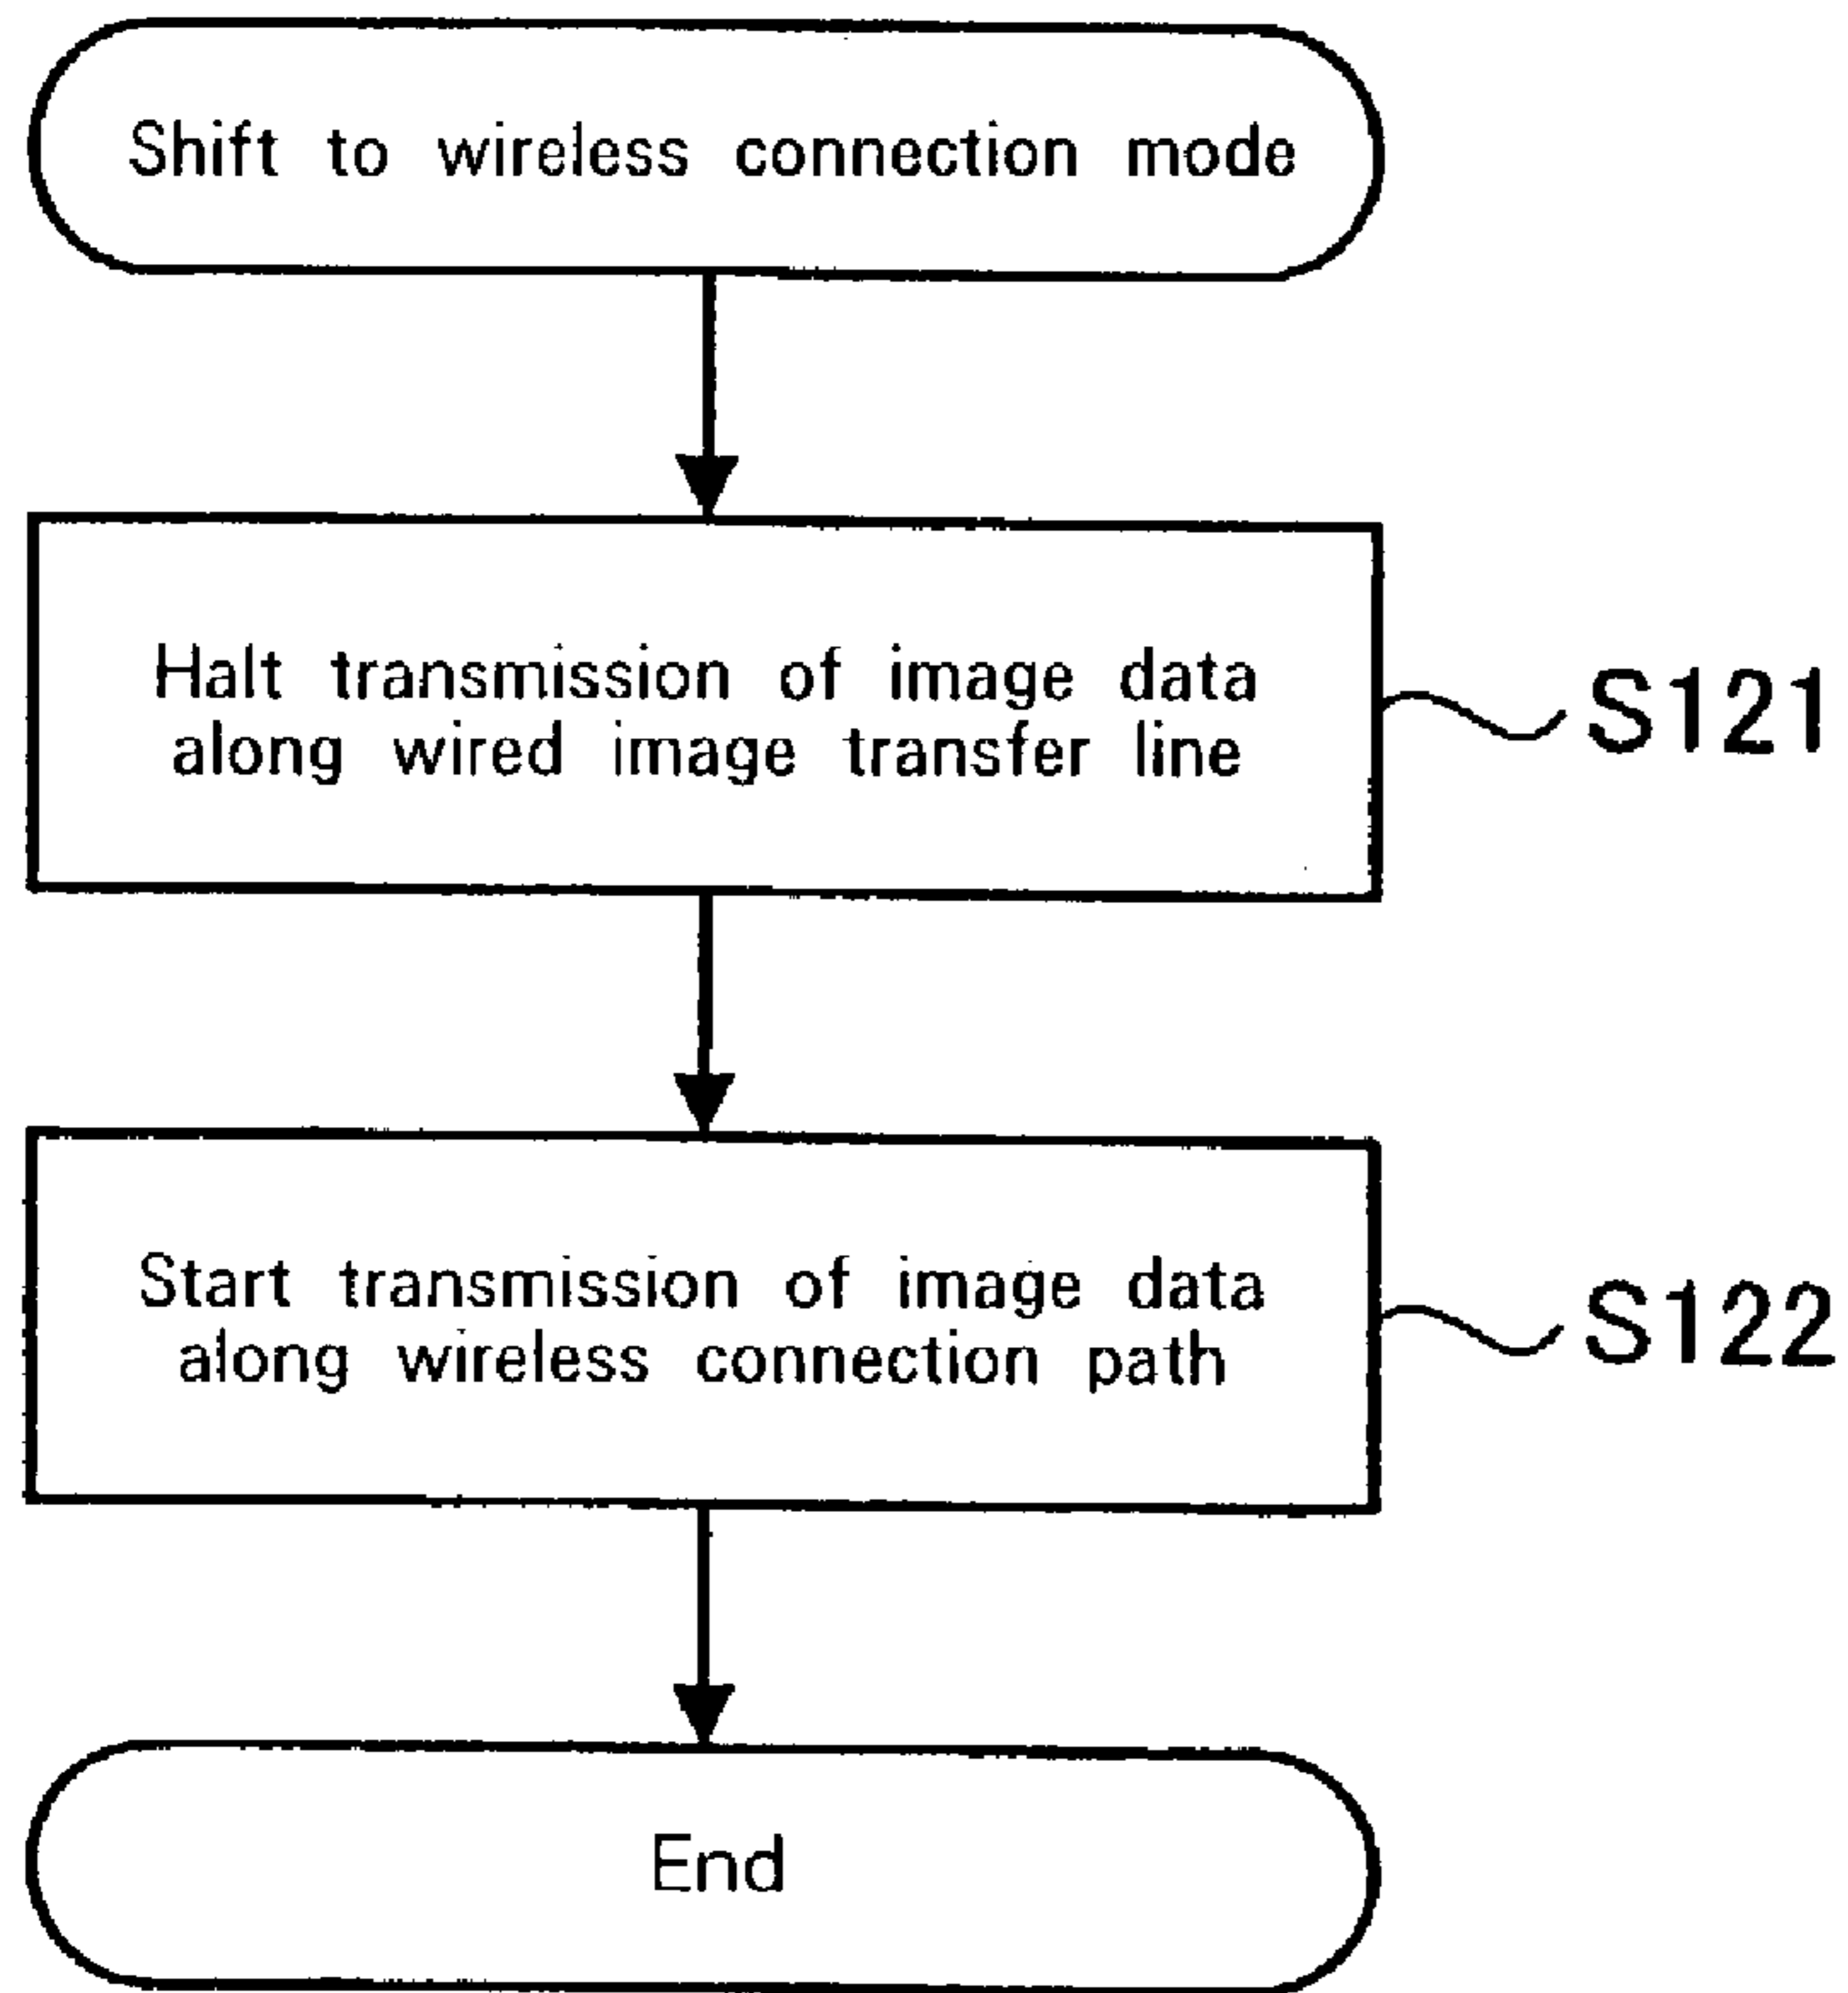 Shift to wireless connection mode
Halt transmission of image data
along wired image transfer line
S121
Start transmission of image data
along wireless connection path
S122
End